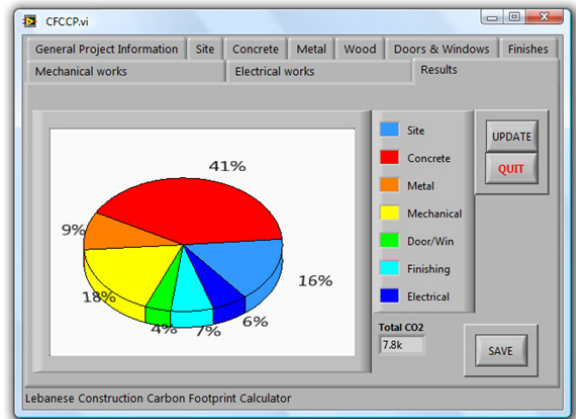 CFCCP.vi
General Project Information Site Concrete Metal Wood Doors & Windows Finishes
Mechanical works Electrical works Results
41%
9%
18%
4%
7%
6%
16%
Site
Concrete
Metal
Mechanical
Door/Win
Finishing
Electrical
UPDATE
QUIT
Total CO2
7.8k
SAVE
Lebanese Construction Carbon Footprint Calculator